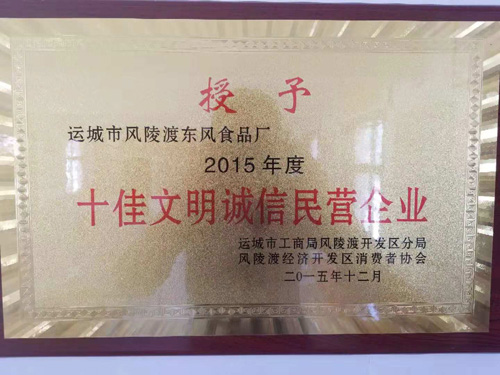 授予
运城市风陵渡东风食品厂
2015年度
十佳文明诚信民营企业
运城市工商局风陵渡开发区分局
风陵渡经济开发区消费者协会
二〇一五年十二月